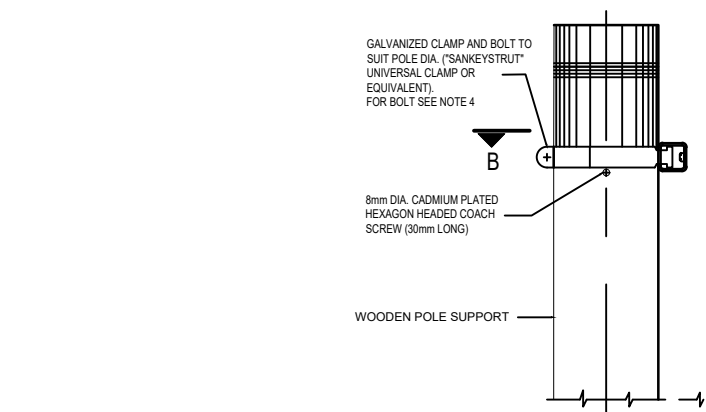 GALVANIZED CLAMP AND BOLT TO
SUIT POLE DIA. ("SANKEYSTRUT"
UNIVERSAL CLAMP OR
EQUIVALENT).
FOR BOLT SEE NOTE 4
B
8mm DIA. CADMIUM PLATED
HEXAGON HEADED COACH
SCREW (30mm LONG)
WOODEN POLE SUPPORT